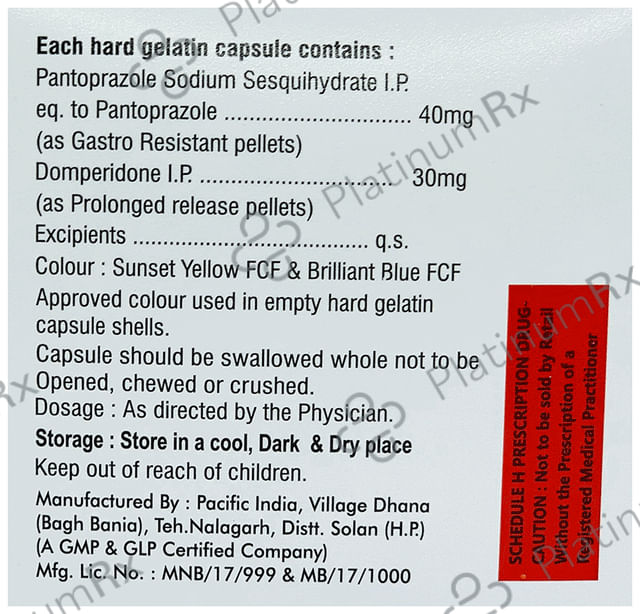 Each hard gelatin capsule contains :
Pantoprazole Sodium Sesquihydrate I.P.
eq. to Pantoprazole ............................... 40mg
(as Gastro Resistant pellets)
Domperidone I.P. ................................ 30mg
(as Prolonged release pellets)
Excipients ....................................... q.s.
Colour : Sunset Yellow FCF & Brilliant Blue FCF
Approved colour used in empty hard gelatin
capsule shells.
Capsule should be swallowed whole not to be
Opened, chewed or crushed.
Dosage : As directed by the Physician.
Storage : Store in a cool, Dark & Dry place
Keep out of reach of children.
Manufactured By : Pacific India, Village Dhana
(Bagh Bania), Teh.Nalagarh, Distt. Solan (H.P.)
(A GMP & GLP Certified Company)
Mfg. Lic. No. : MNB/17/999 & MB/17/1000
SCHEDULE H PRESCRIPTION DRUG-
CAUTION : Not to be sold by Retail
Without the Prescription of a
Registered Medical Practitioner
PlatinumRx
PlatinumRx
PlatinumRx